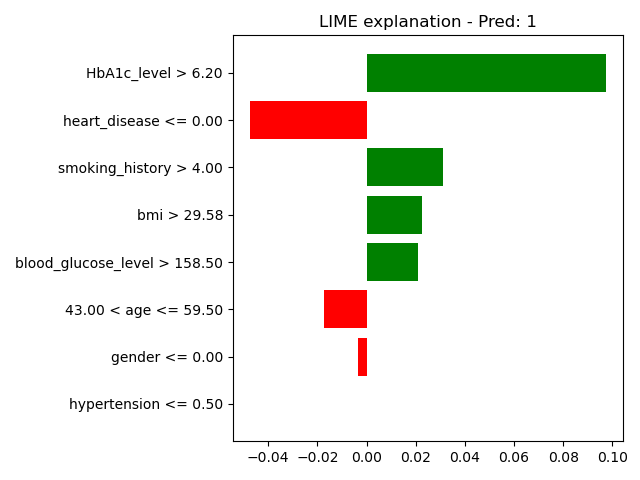 LIME explanation - Pred: 1
HbA1c_level > 6.20
heart_disease <= 0.00
smoking_history > 4.00
bmi > 29.58
blood_glucose_level > 158.50
43.00 < age <= 59.50
gender <= 0.00
hypertension <= 0.50
−0.04 −0.02 0.00 0.02 0.04 0.06 0.08 0.10